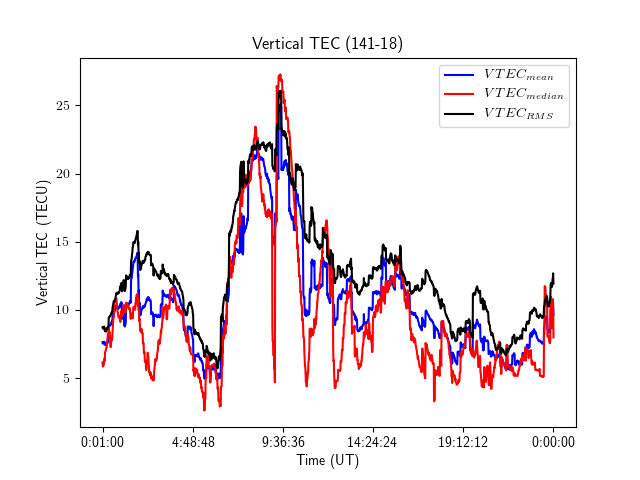 Vertical TEC (141-18)
VTEC_mean
VTEC_median
VTEC_RMS
Vertical TEC (TECU)
25
20
15
10
5
0:01:00 4:48:48 9:36:36 14:24:24 19:12:12 0:00:00
Time (UT)